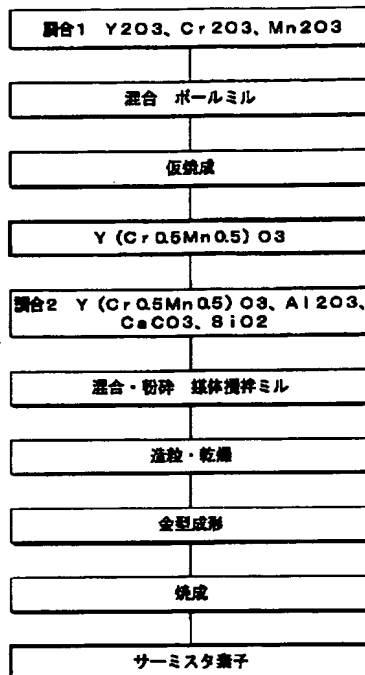 調合1 Y2O3、Cr2O3、Mn2O3
混合 ボールミル
仮焼成
Y(Cr0.5Mn0.5)O3
調合2 Y(Cr0.5Mn0.5)O3、Al2O3、
CaCO3、SiO2
混合・粉砕 媒体撹拌ミル
造粒・乾燥
金型成形
焼成
サーミスタ素子